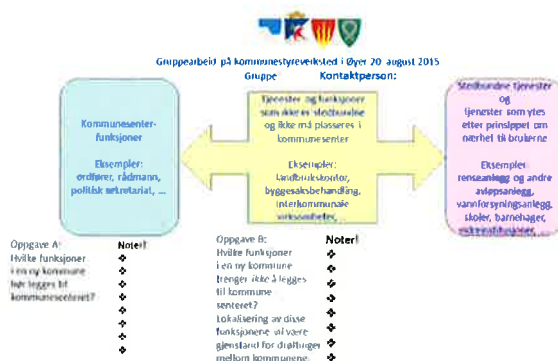 Gruppearbeid på kommunestyreverksted i Øyer 20. august 2015
Gruppe Kontaktperson:
Kommunesenter-
funksjoner
Eksempler:
ordfører, rådmann,
politisk sekretariat, ...
Tjenester og funksjoner
som ikke er stedbundne
og ikke må plasseres i
kommunesenter
Eksempler:
landbrukskontor,
byggesaksbehandling,
interkommunale
virksomheter, ...
Stedbundne tjenester
og
tjenester som ytes
etter prinsippet om
nærhet til brukerne
Eksempler
renseanlegg og andre
avløpsanlegg,
vannforsyningsanlegg,
skoler, barnehager,
Oppgave A:
Hvilke funksjoner
i en ny kommune
bør legges til
kommunesenteret?
Noter!
Oppgave B:
Hvilke funksjoner
i en ny kommune
trenger ikke å legges
til kommune
senteret?
Lokalisering av disse
funksjonene vil være
gjenstand for drøftinger
mellom kommunene.
Noter!